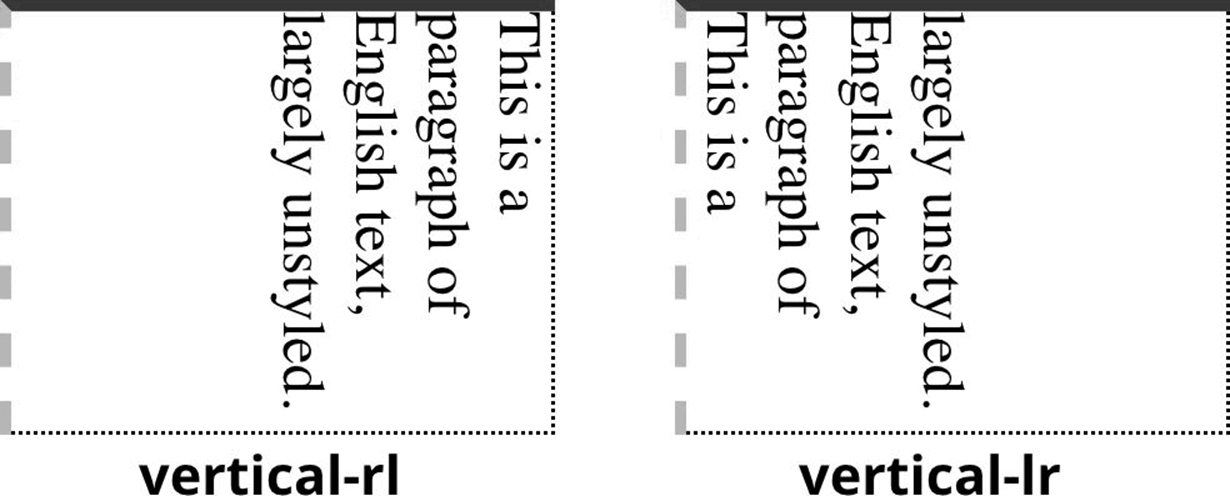 This is a
paragraph of
English text,
largely unstyled.
vertical-rl
This is a
paragraph of
English text,
largely unstyled.
vertical-lr